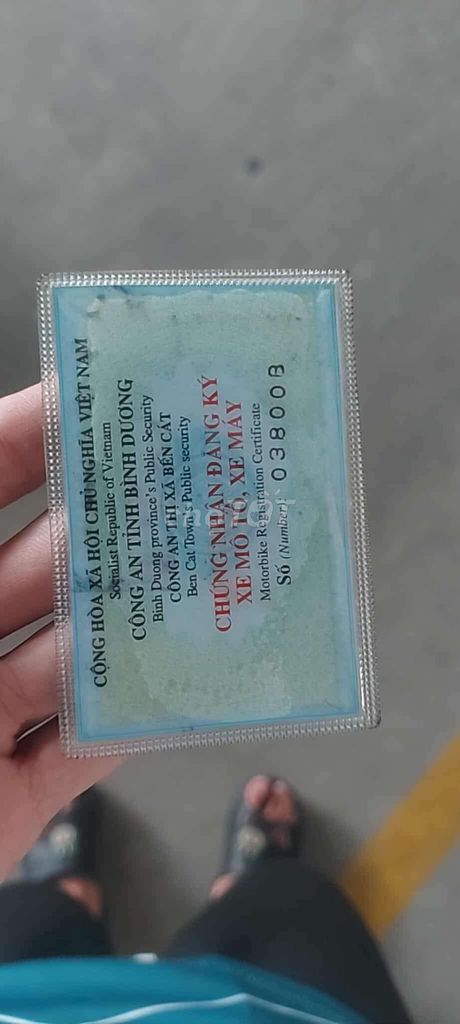 CỘNG HÒA XÃ HỘI CHỦ NGHĨA VIỆT NAM
Socialist Republic of Vietnam
CÔNG AN TỈNH BÌNH DƯƠNG
Binh Duong province's Public Security
CÔNG AN THỊ XÃ BẾN CÁT
Ben Cat Town's Public security
CHỨNG NHẬN ĐĂNG KÝ
XE MÔ TÔ, XE MÁY
Motorbike Registration Certificate
Số (Number) 038008